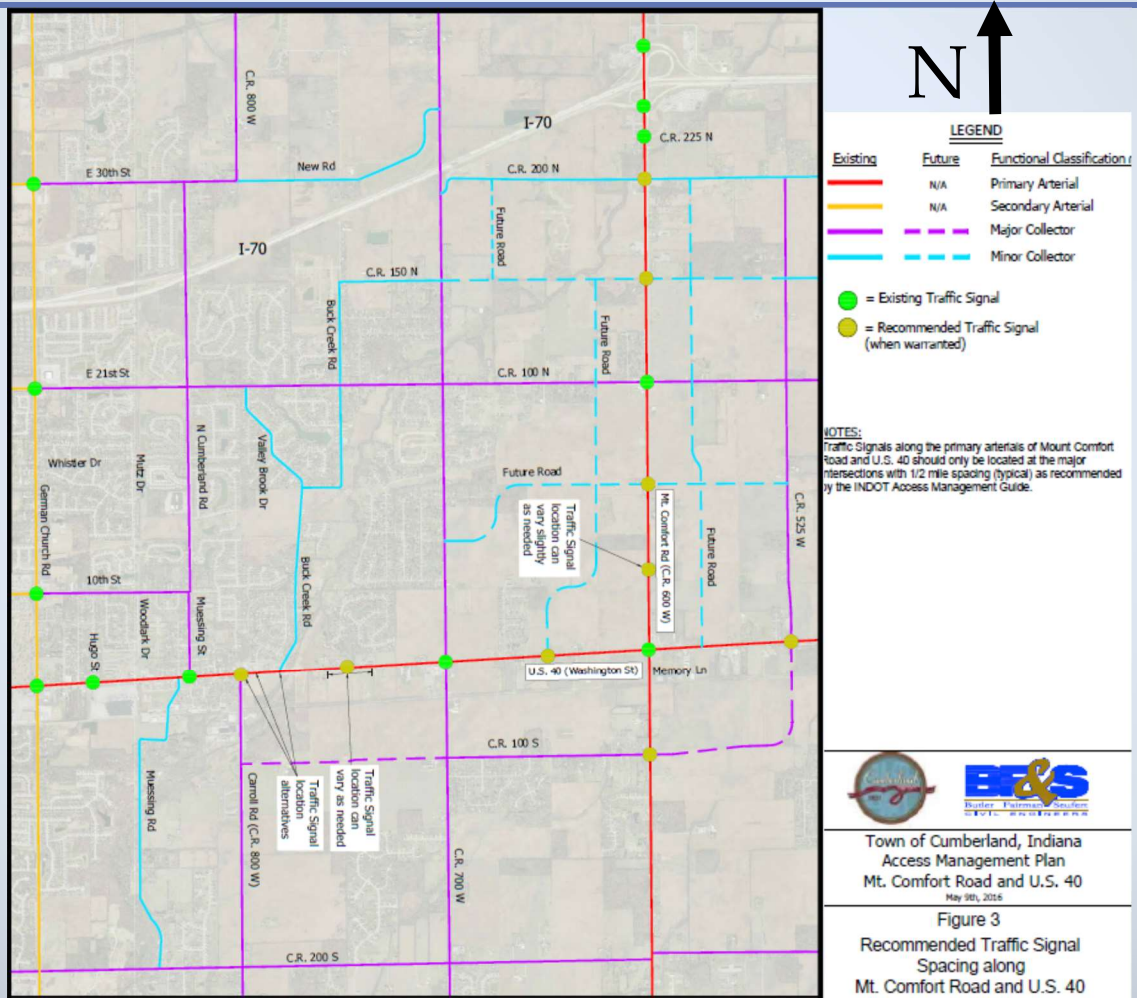 N
C.R. 800 W
I-70
C.R. 225 N
E 30th St
New Rd
C.R. 200 N
I-70
Future Road
C.R. 150 N
Buck Creek Rd
Future Road
E 21st St
C.R. 100 N
Whistler Dr
Mutz Dr
N Cumberland Rd
Valley Brook Dr
German Church Rd
Future Road
Traffic Signal
location can
vary slightly
as needed
Mt. Comfort Rd (C.R. 600 W)
Future Road
C.R. 525 W
10th St
Woodlark Dr
Muessing St
Buck Creek Rd
Hugo St
U.S. 40 (Washington St)
Memory Ln
C.R. 100 S
Muessing Rd
Carroll Rd (C.R. 800 W)
Traffic Signal
location
alternatives
Traffic Signal
location can
vary as needed
C.R. 700 W
C.R. 200 S
LEGEND
Existing Future Functional Classification
N/A Primary Arterial
N/A Secondary Arterial
Major Collector
Minor Collector
= Existing Traffic Signal
= Recommended Traffic Signal
(when warranted)
NOTES:
Traffic Signals along the primary arterials of Mount Comfort
Road and U.S. 40 should only be located at the major
intersections with 1/2 mile spacing (typical) as recommended
by the INDOT Access Management Guide.
Cumberland
BF&S
Butler Fairman Seufert
CIVIL ENGINEERS
Town of Cumberland, Indiana
Access Management Plan
Mt. Comfort Road and U.S. 40
May 9th, 2016
Figure 3
Recommended Traffic Signal
Spacing along
Mt. Comfort Road and U.S. 40